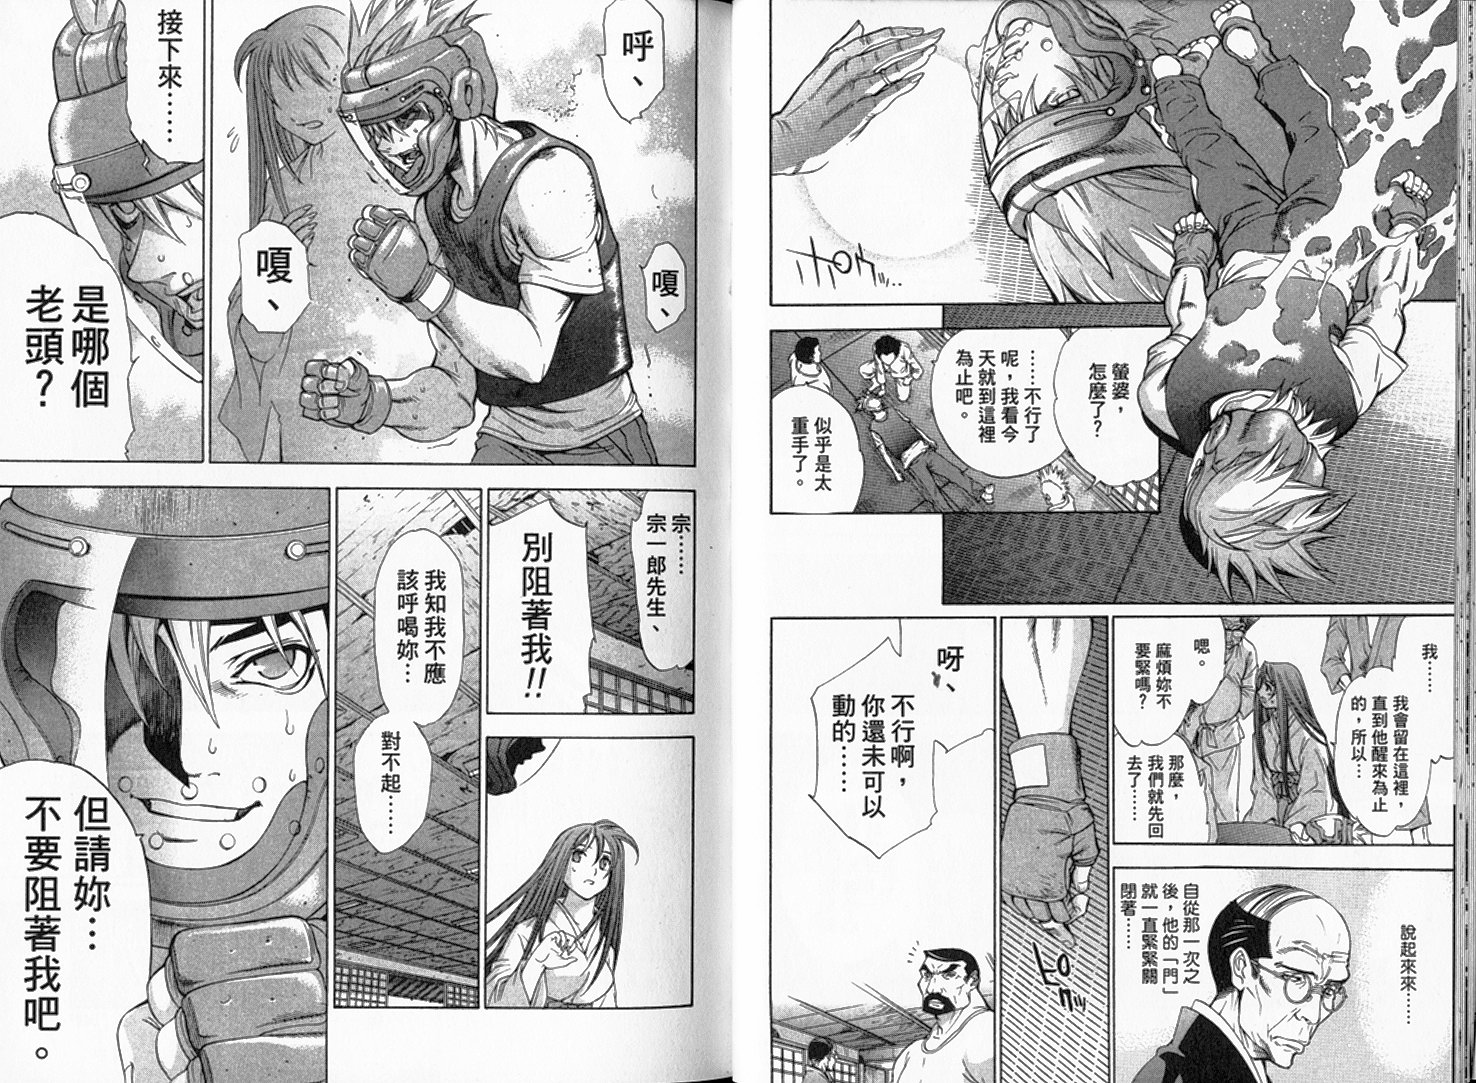 螢婆，
怎麼了？
……不行了
呢，我看今
天就到這裡
為止吧。
似乎是太
重手了。
我……
我會留在這裡，
直到他醒來為止
的，所以…
嗯。
麻煩妳不
要緊嗎？
那麼，
我們就先回
去了……
說起來……
自從那一次之
後，他的「門」
就一直緊緊關
閉著……
呀、
不行啊，
你還未可以
動的……
呼、
嗄、
嗄、
接下來……
是哪個
老頭？
宗……
宗一郎先生、
別阻著我!!
我知我不應
該呼喝妳…
對不起……
但請妳…
不要阻著我吧。